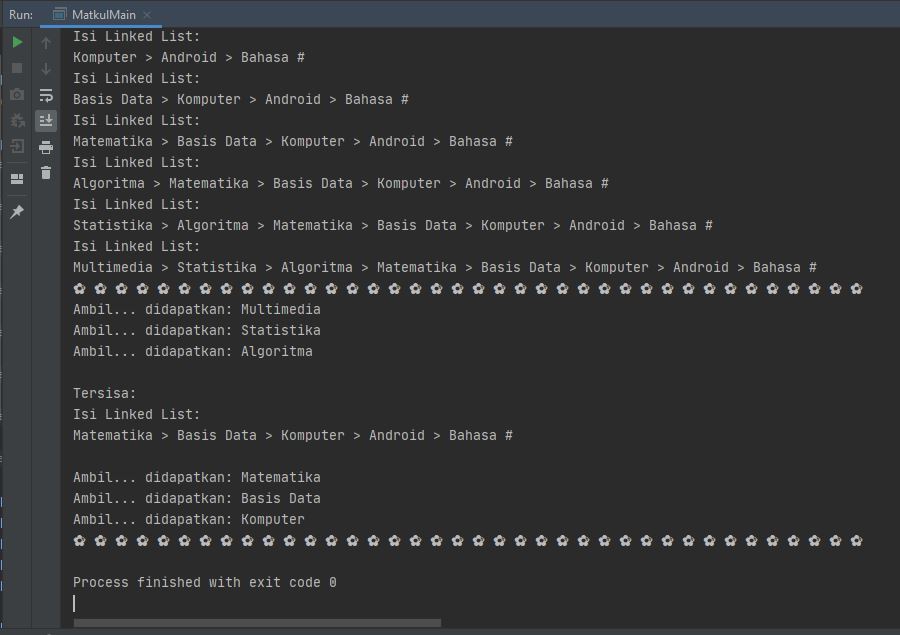 Run: MatkulMain
Isi Linked List:
Komputer > Android > Bahasa #
Isi Linked List:
Basis Data > Komputer > Android > Bahasa #
Isi Linked List:
Matematika > Basis Data > Komputer > Android > Bahasa #
Isi Linked List:
Algoritma > Matematika > Basis Data > Komputer > Android > Bahasa #
Isi Linked List:
Statistika > Algoritma > Matematika > Basis Data > Komputer > Android > Bahasa #
Isi Linked List:
Multimedia > Statistika > Algoritma > Matematika > Basis Data > Komputer > Android > Bahasa #
✿ ✿ ✿ ✿ ✿ ✿ ✿ ✿ ✿ ✿ ✿ ✿ ✿ ✿ ✿ ✿ ✿ ✿ ✿ ✿ ✿ ✿ ✿ ✿ ✿ ✿ ✿ ✿ ✿ ✿ ✿ ✿ ✿ ✿ ✿ ✿ ✿ ✿
Ambil... didapatkan: Multimedia
Ambil... didapatkan: Statistika
Ambil... didapatkan: Algoritma
Tersisa:
Isi Linked List:
Matematika > Basis Data > Komputer > Android > Bahasa #
Ambil... didapatkan: Matematika
Ambil... didapatkan: Basis Data
Ambil... didapatkan: Komputer
✿ ✿ ✿ ✿ ✿ ✿ ✿ ✿ ✿ ✿ ✿ ✿ ✿ ✿ ✿ ✿ ✿ ✿ ✿ ✿ ✿ ✿ ✿ ✿ ✿ ✿ ✿ ✿ ✿ ✿ ✿ ✿ ✿ ✿ ✿ ✿ ✿ ✿
Process finished with exit code 0